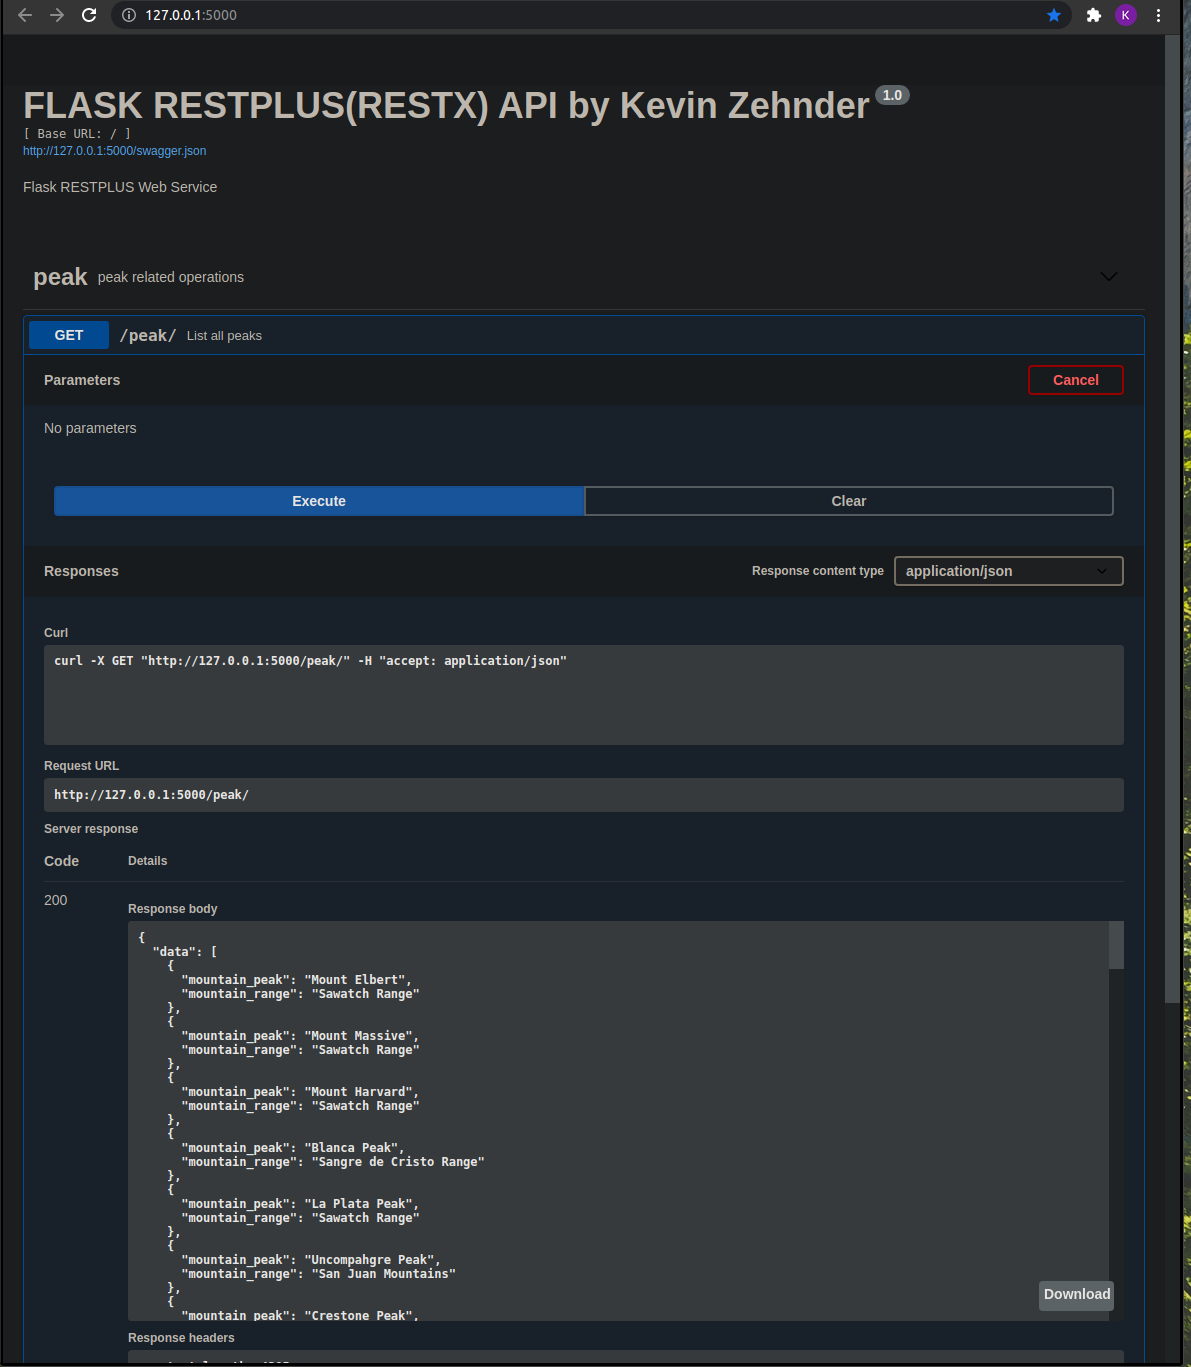 127.0.0.1:5000
K
FLASK RESTPLUS(RESTX) API by Kevin Zehnder 1.0
[ Base URL: / ]
http://127.0.0.1:5000/swagger.json
Flask RESTPLUS Web Service
peak peak related operations
GET /peak/ List all peaks
Parameters Cancel
No parameters
Execute Clear
Responses Response content type application/json
Curl
curl -X GET "http://127.0.0.1:5000/peak/" -H "accept: application/json"
Request URL
http://127.0.0.1:5000/peak/
Server response
Code Details
200
Response body
{
  "data": [
    {
      "mountain_peak": "Mount Elbert",
      "mountain_range": "Sawatch Range"
    },
    {
      "mountain_peak": "Mount Massive",
      "mountain_range": "Sawatch Range"
    },
    {
      "mountain_peak": "Mount Harvard",
      "mountain_range": "Sawatch Range"
    },
    {
      "mountain_peak": "Blanca Peak",
      "mountain_range": "Sangre de Cristo Range"
    },
    {
      "mountain_peak": "La Plata Peak",
      "mountain_range": "Sawatch Range"
    },
    {
      "mountain_peak": "Uncompahgre Peak",
      "mountain_range": "San Juan Mountains"
    },
    {
      "mountain_peak": "Crestone Peak",
Download
Response headers